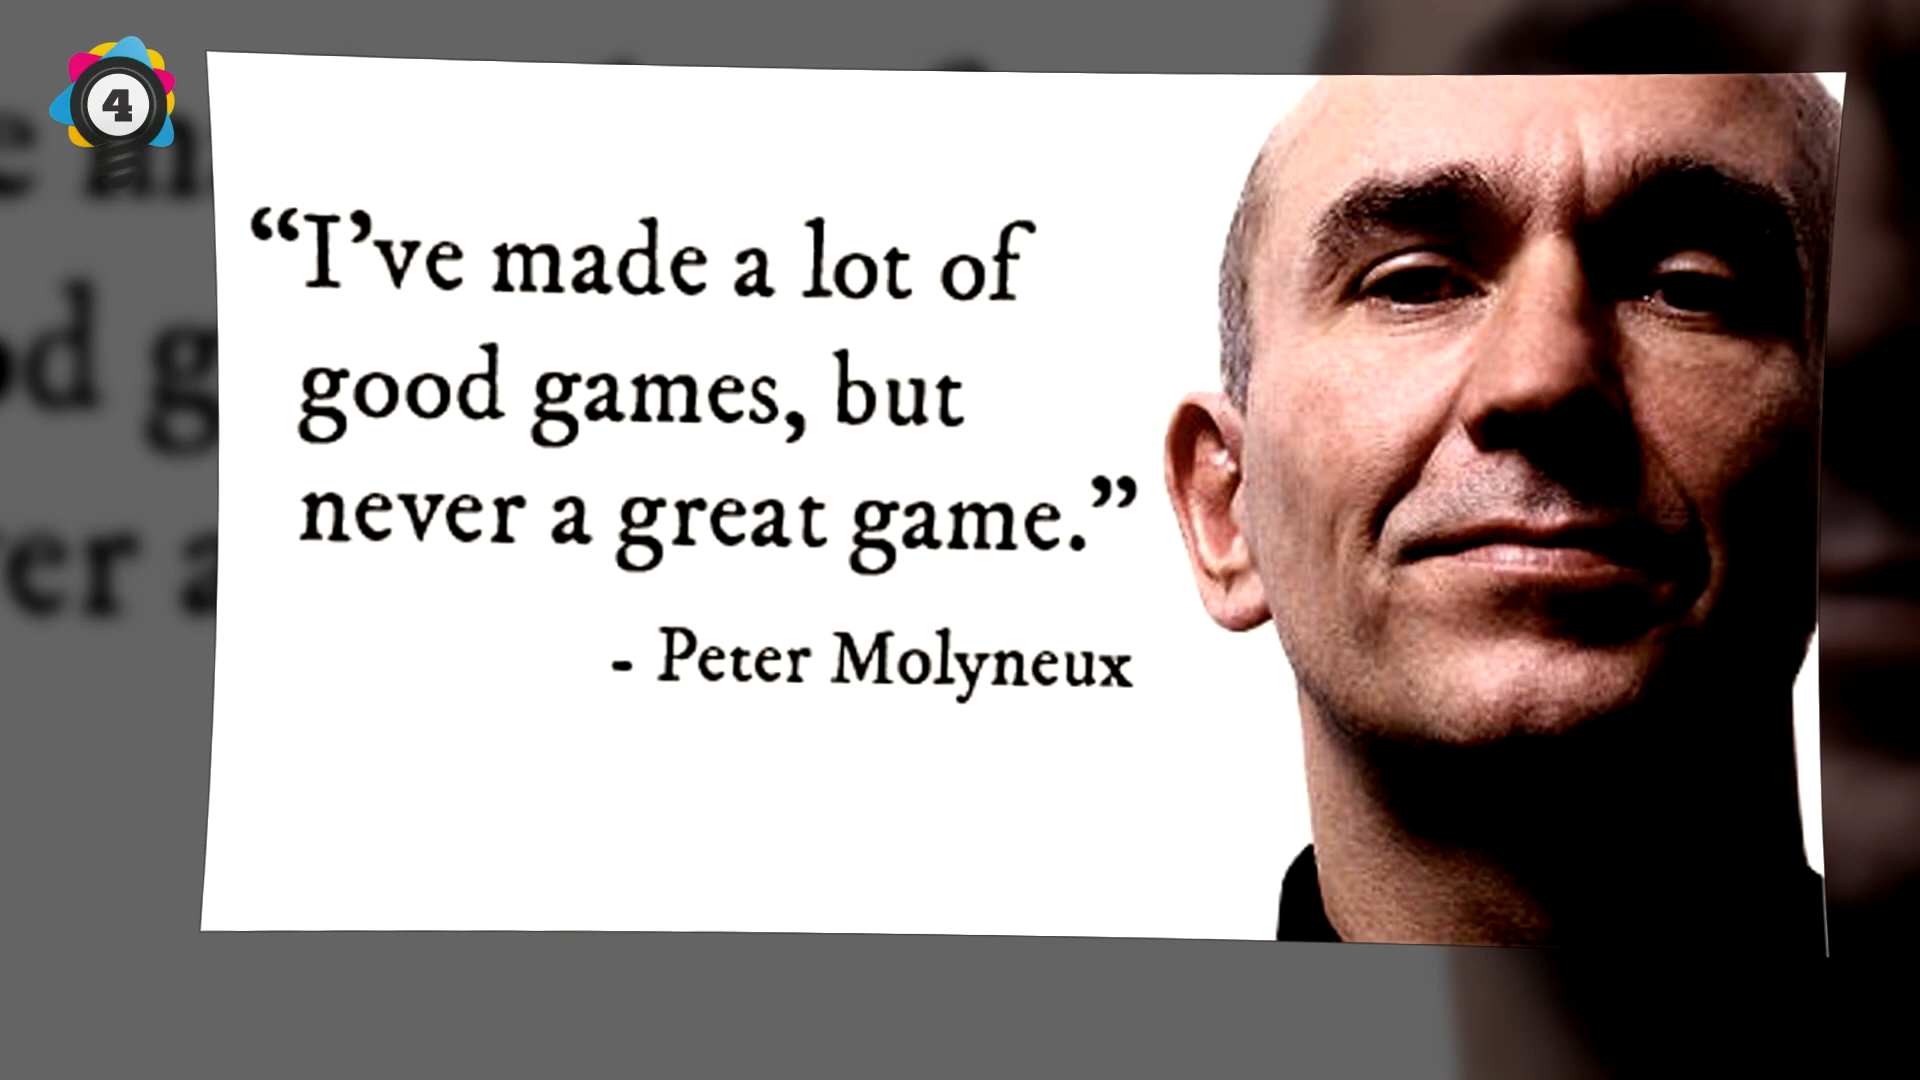 4
“I’ve made a lot of
good games, but
never a great game.”
- Peter Molyneux